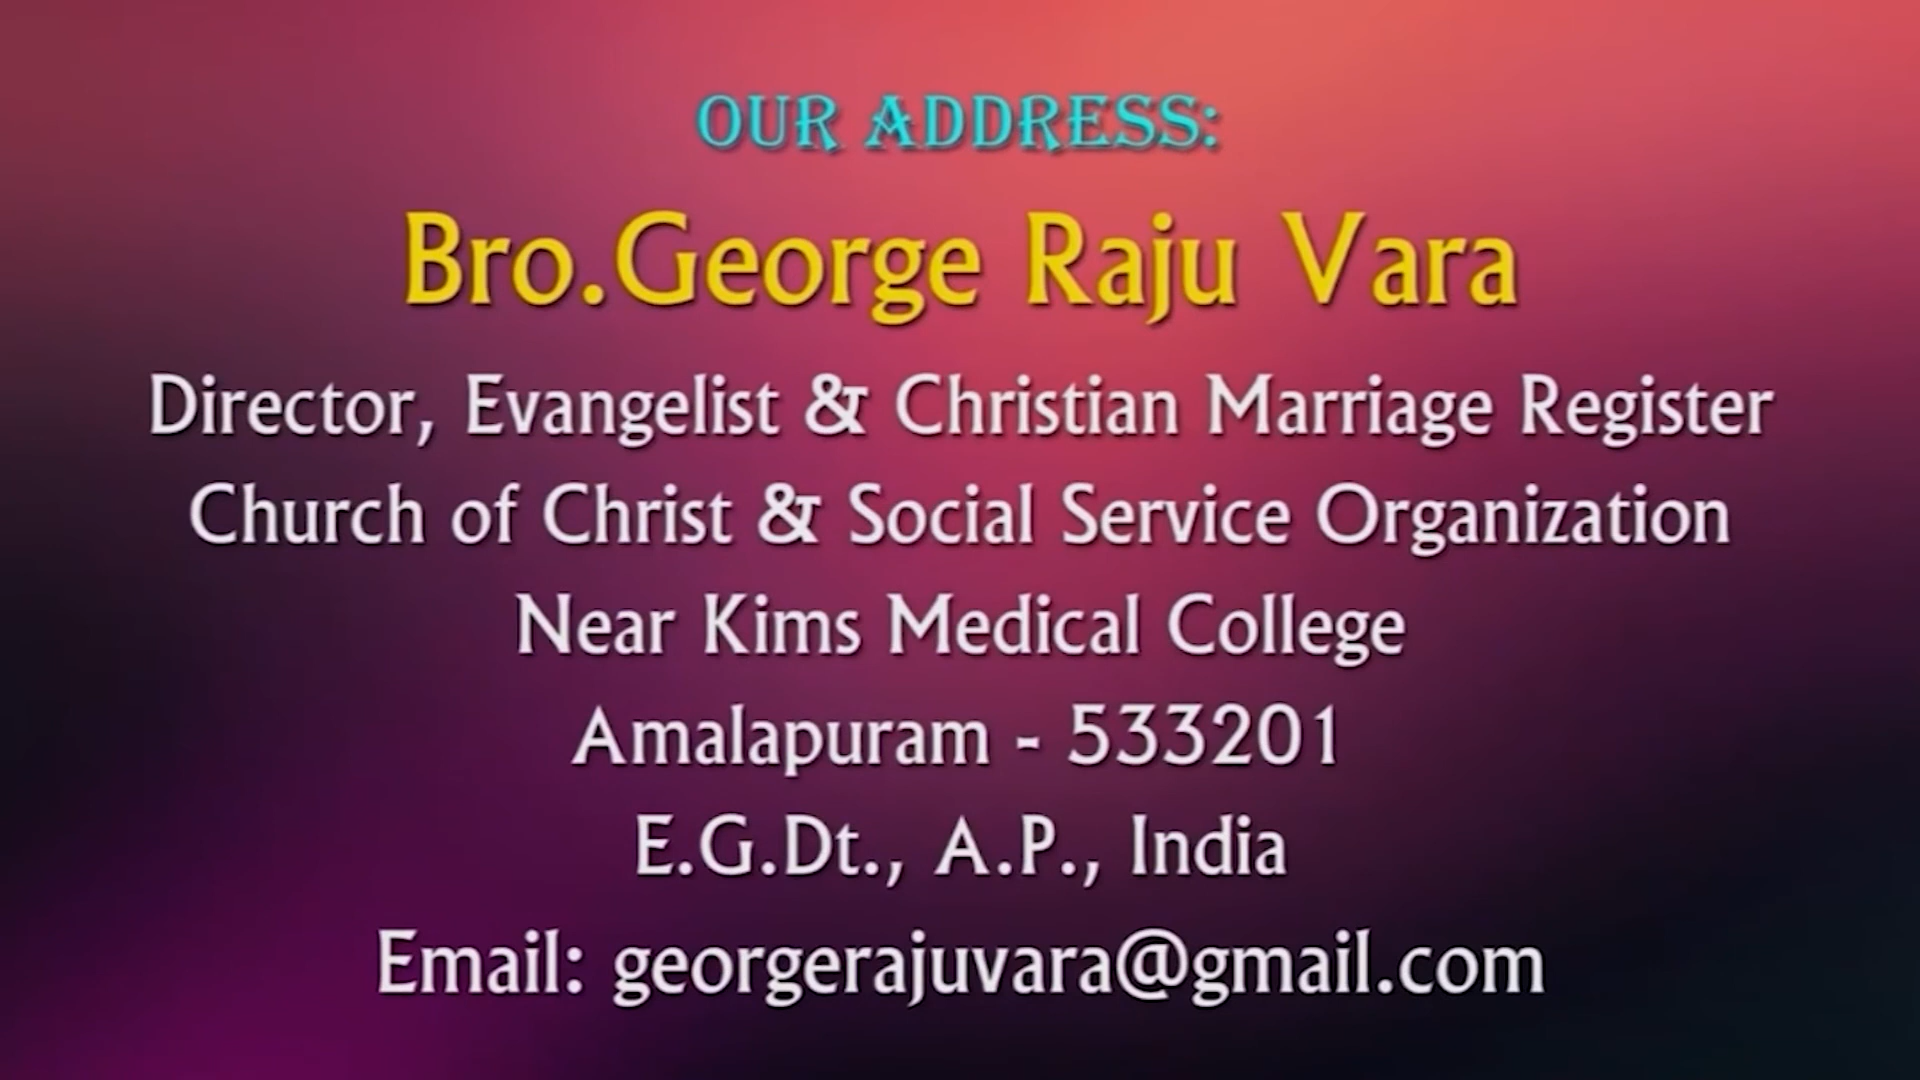 OUR ADDRESS:
Bro.George Raju Vara
Director, Evangelist & Christian Marriage Register
Church of Christ & Social Service Organization
Near Kims Medical College
Amalapuram - 533201
E.G.Dt., A.P., India
Email: georgerajuvara@gmail.com